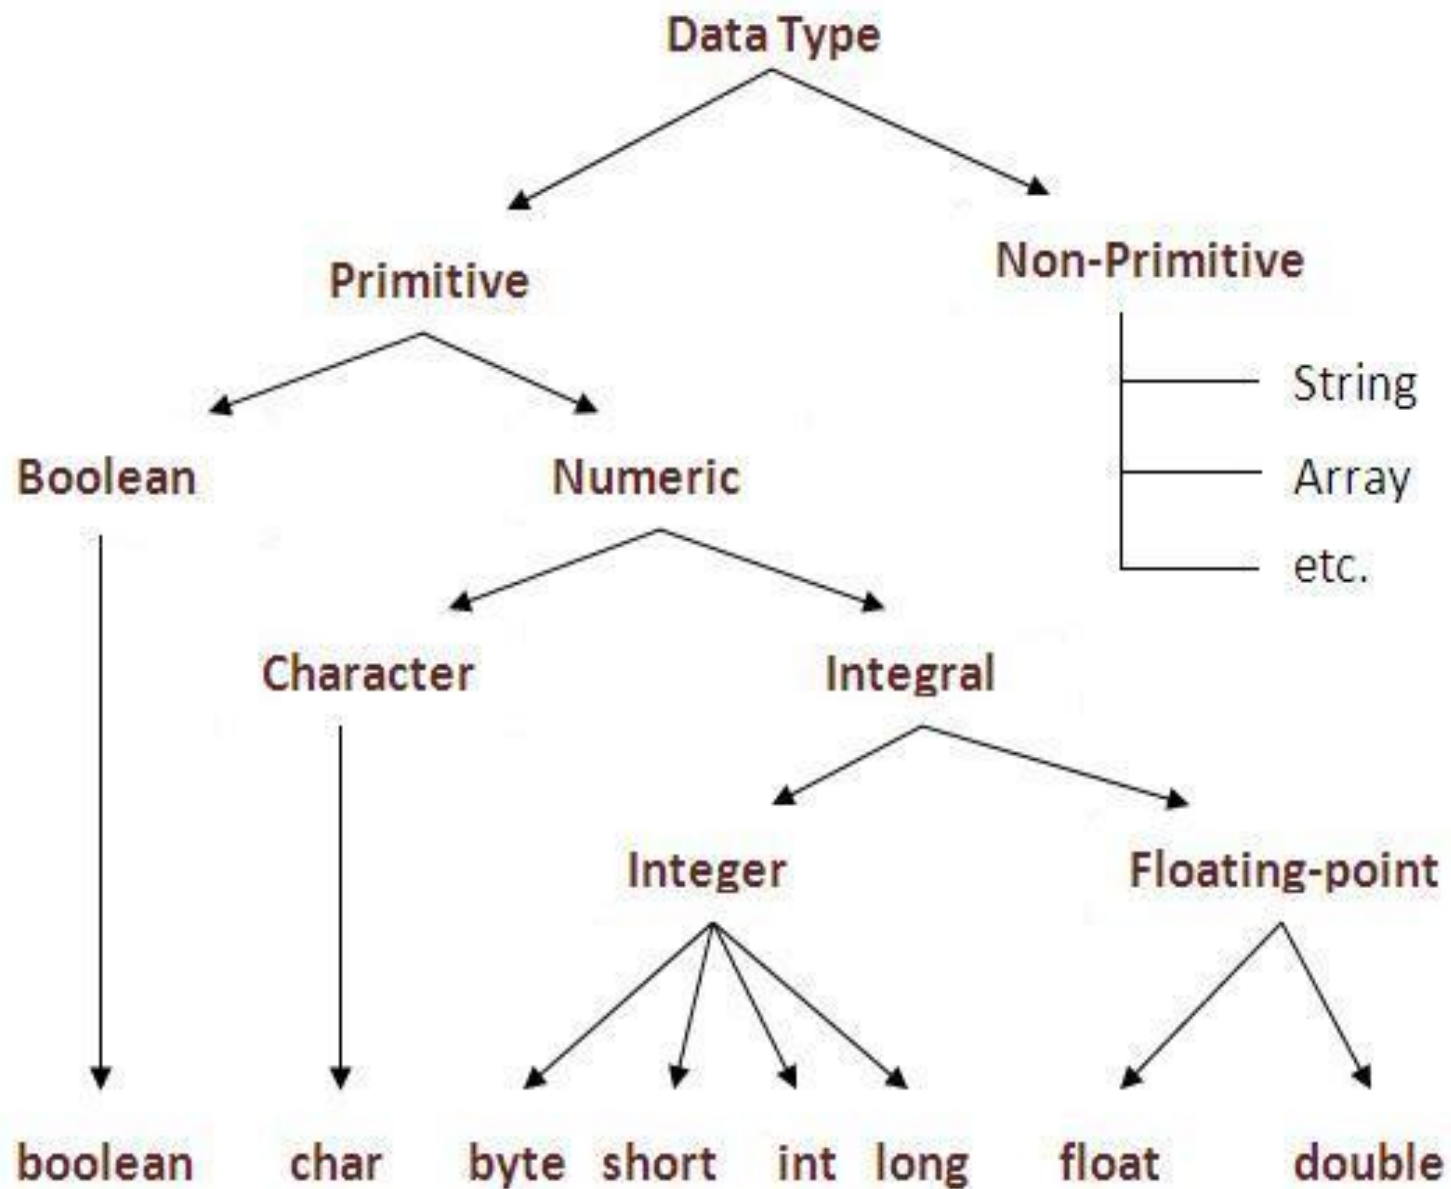 Data Type
Primitive
Non-Primitive
String
Array
etc.
Boolean
Numeric
Character
Integral
Integer
Floating-point
boolean char byte short int long float double